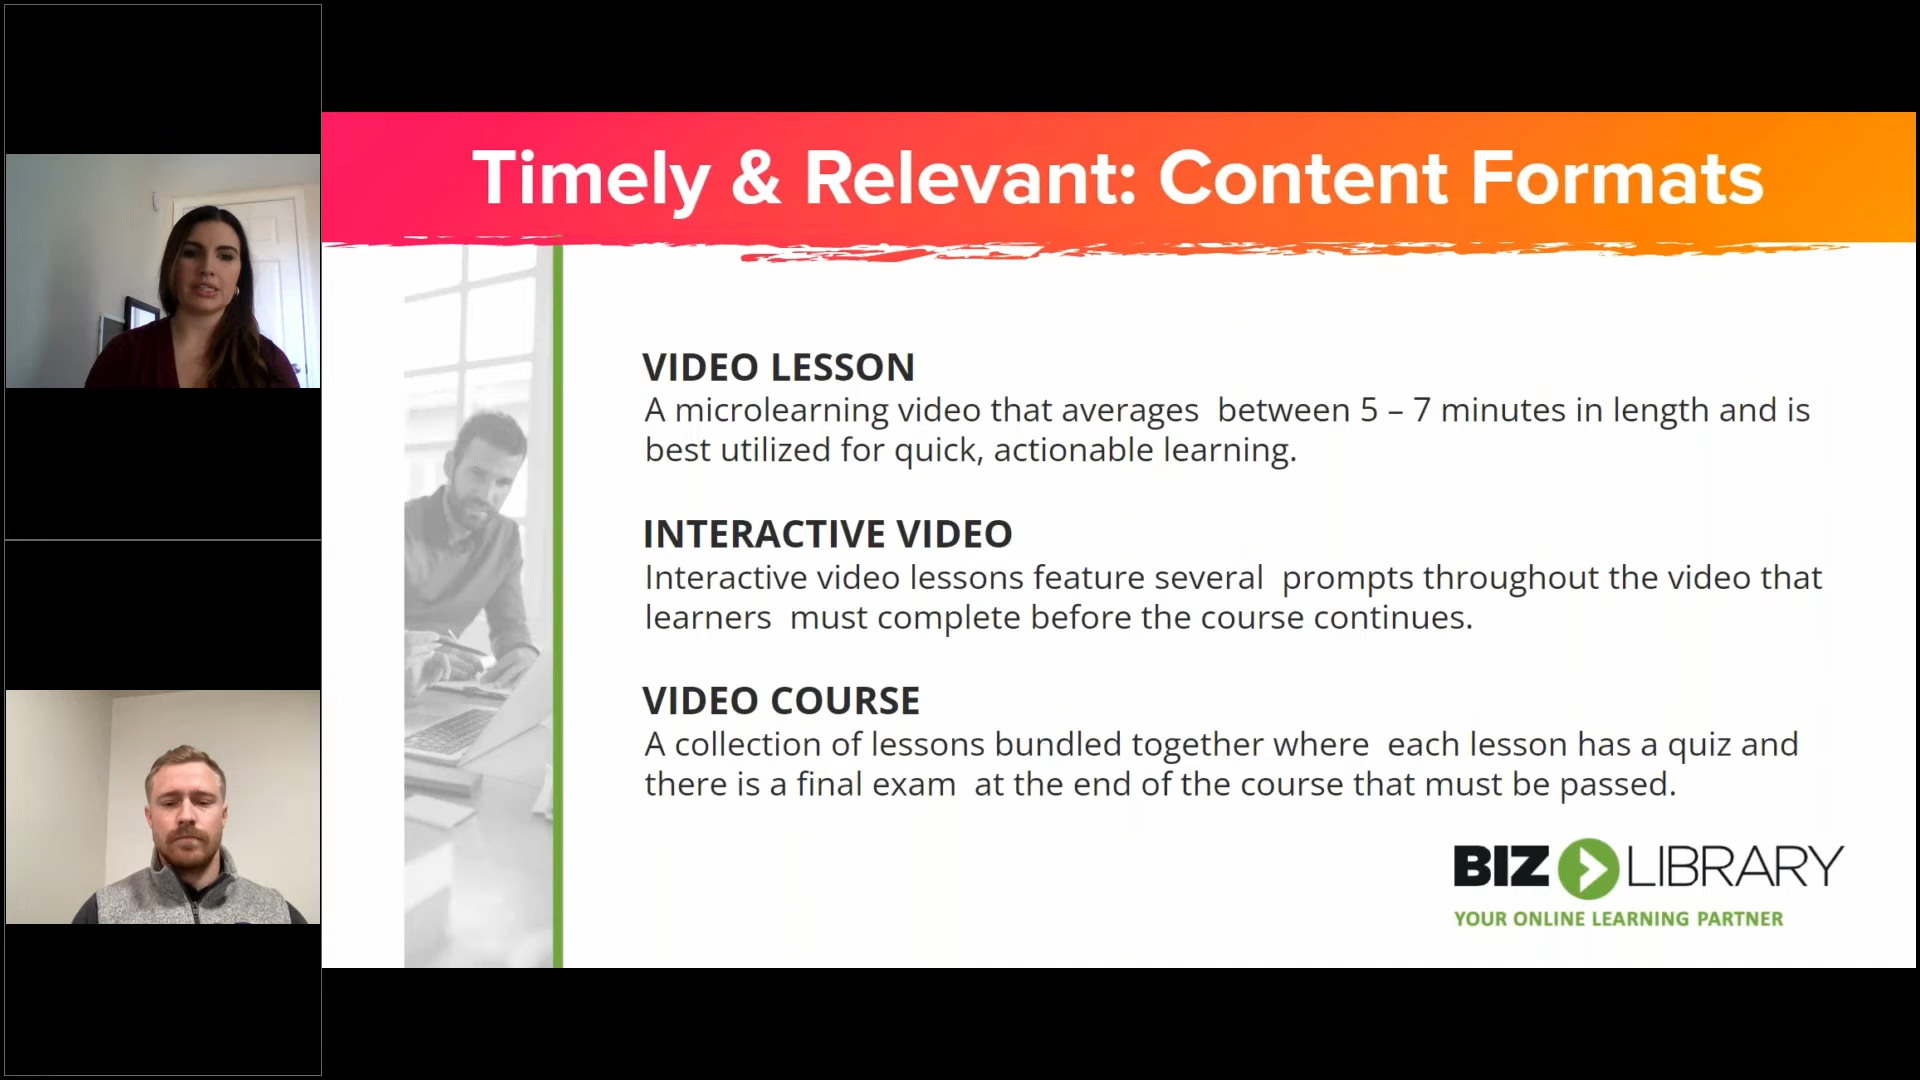 Timely & Relevant: Content Formats
VIDEO LESSON
A microlearning video that averages  between 5 – 7 minutes in length and is
best utilized for quick, actionable learning.
INTERACTIVE VIDEO
Interactive video lessons feature several  prompts throughout the video that
learners  must complete before the course continues.
VIDEO COURSE
A collection of lessons bundled together where  each lesson has a quiz and
there is a final exam  at the end of the course that must be passed.
BIZ LIBRARY
YOUR ONLINE LEARNING PARTNER